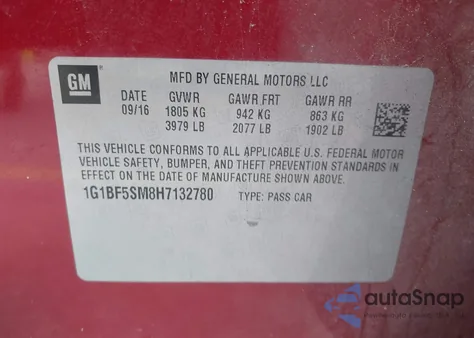 GM
MFD BY GENERAL MOTORS LLC
DATE GVWR GAWR FRT GAWR RR
09/16 1805 KG 942 KG 863 KG
3979 LB 2077 LB 1902 LB
THIS VEHICLE CONFORMS TO ALL APPLICABLE U.S. FEDERAL MOTOR
VEHICLE SAFETY, BUMPER, AND THEFT PREVENTION STANDARDS IN
EFFECT ON THE DATE OF MANUFACTURE SHOWN ABOVE.
1G1BF5SM8H7132780 TYPE: PASS CAR
autoSnap